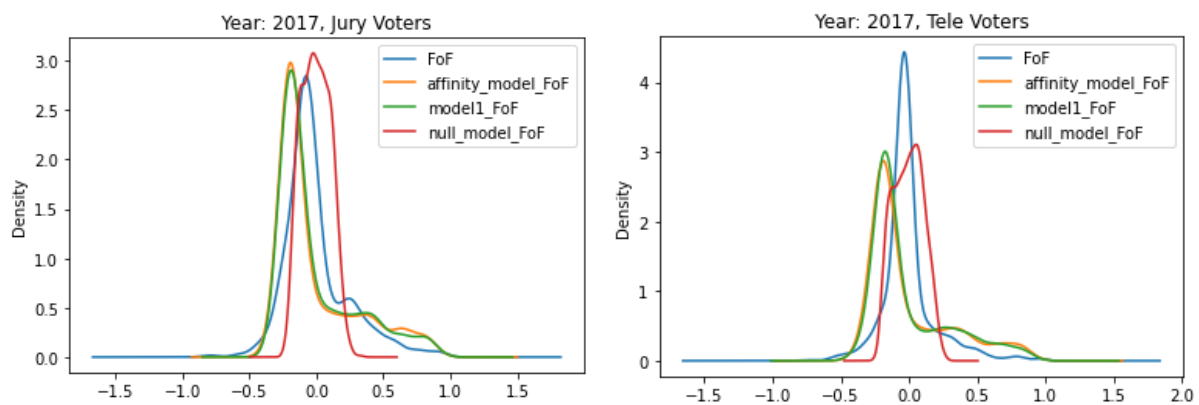 Year: 2017, Jury Voters
FoF
affinity_model_FoF
model1_FoF
null_model_FoF
Density
3.0
2.5
2.0
1.5
1.0
0.5
0.0
−1.5 −1.0 −0.5 0.0 0.5 1.0 1.5
Year: 2017, Tele Voters
FoF
affinity_model_FoF
model1_FoF
null_model_FoF
Density
4
3
2
1
0
−1.5 −1.0 −0.5 0.0 0.5 1.0 1.5 2.0